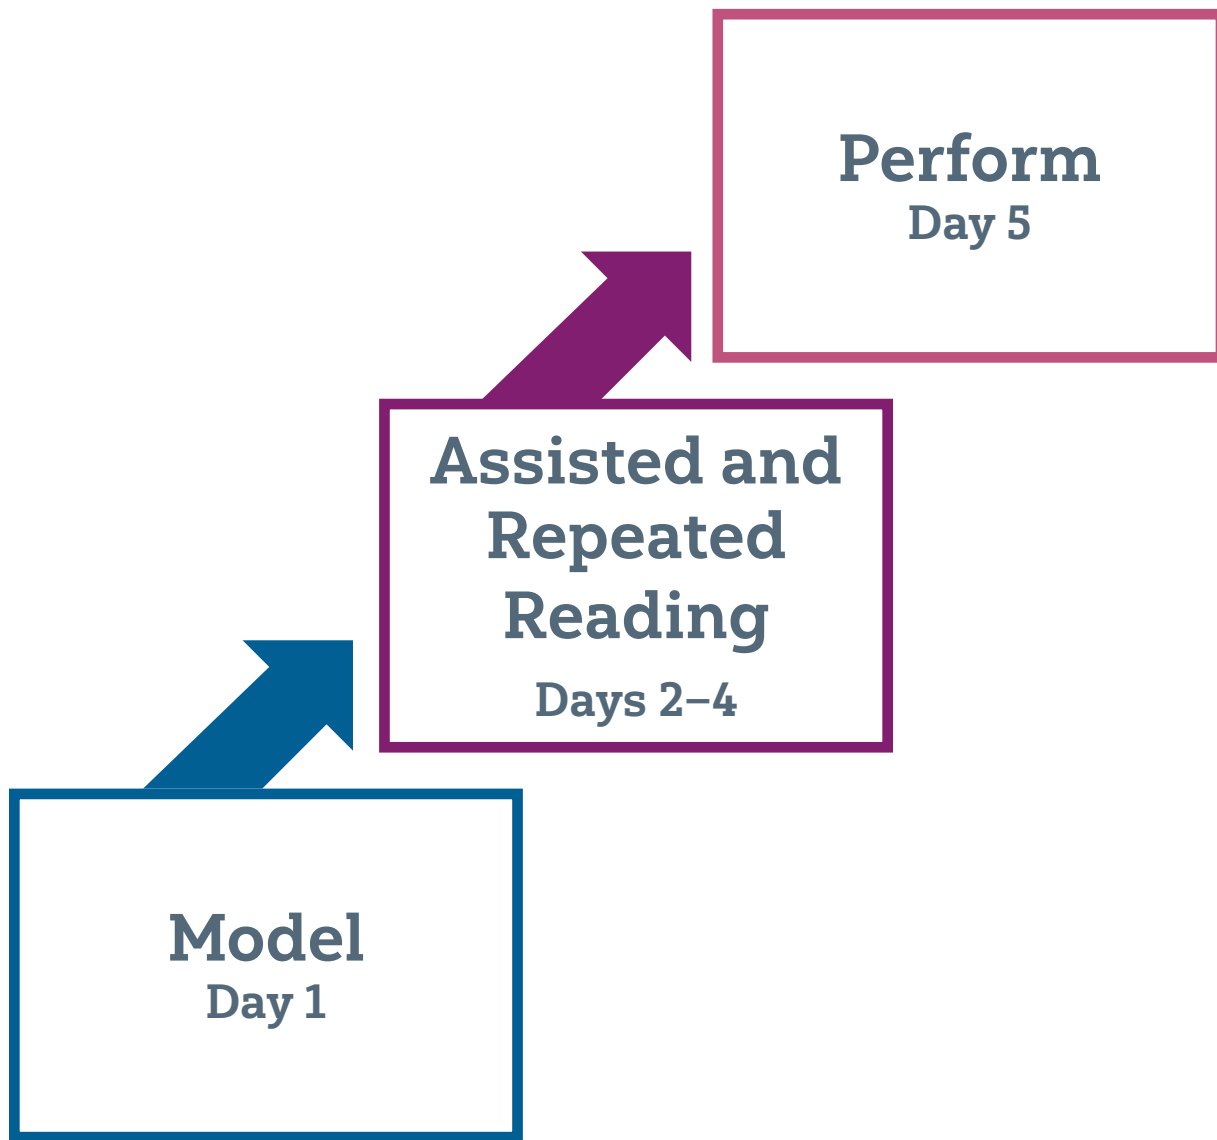 Perform
Day 5
Assisted and
Repeated
Reading
Days 2–4
Model
Day 1